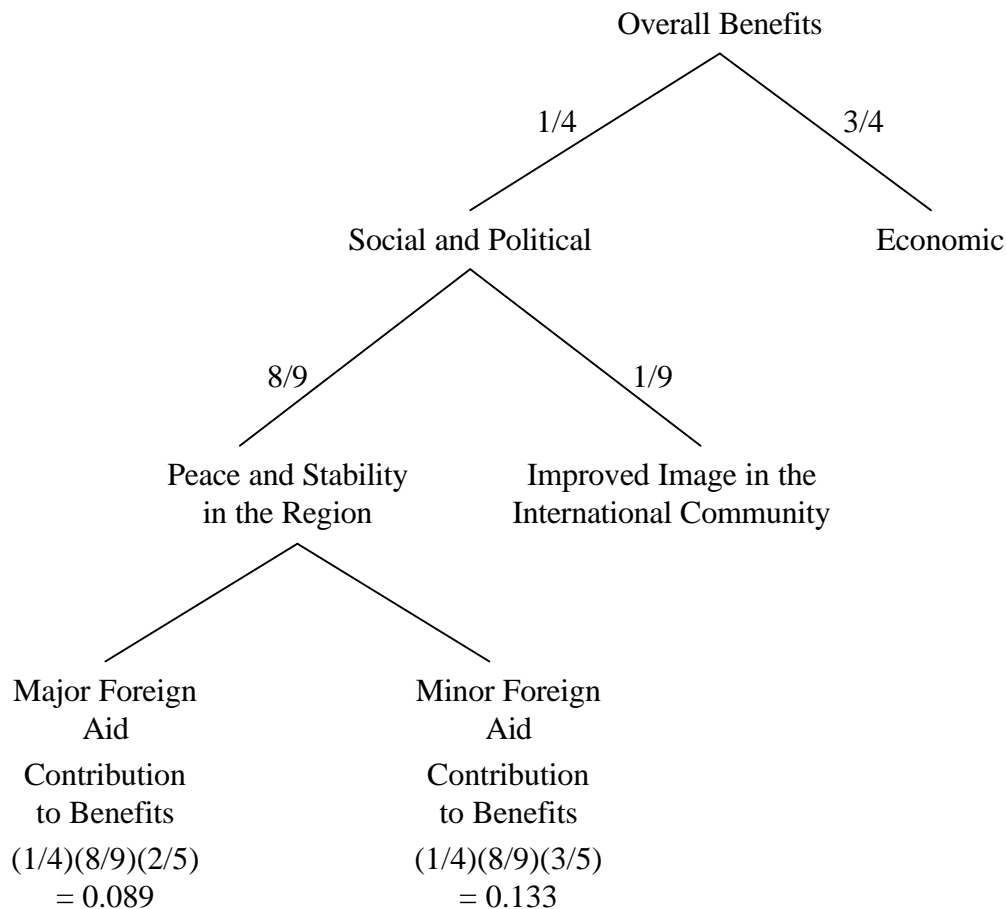 Overall Benefits
1/4
3/4
Social and Political
Economic
8/9
1/9
Peace and Stability
in the Region
Improved Image in the
International Community
Major Foreign
Aid
Contribution
to Benefits
(1/4)(8/9)(2/5)
= 0.089
Minor Foreign
Aid
Contribution
to Benefits
(1/4)(8/9)(3/5)
= 0.133